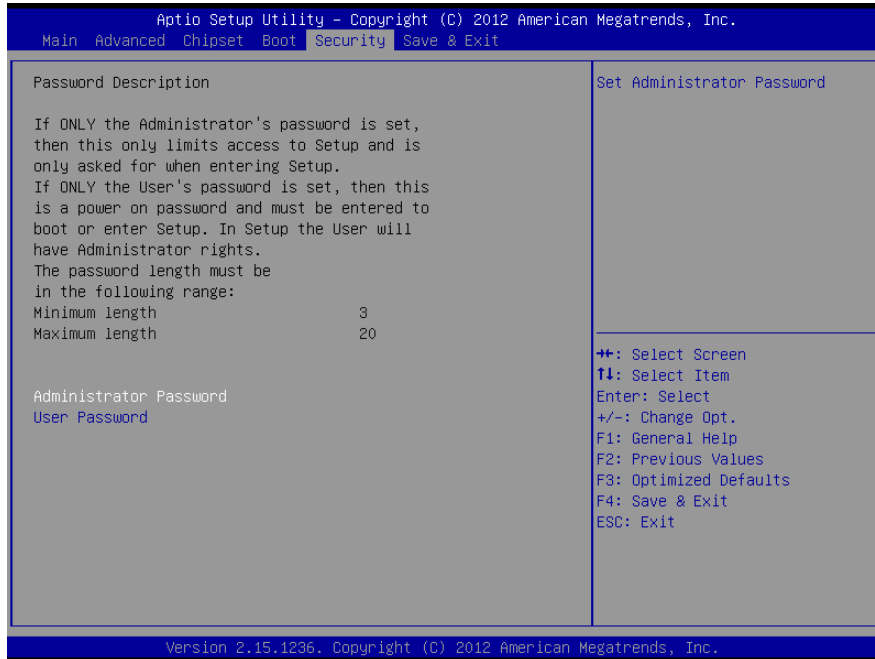 Aptio Setup Utility – Copyright (C) 2012 American Megatrends, Inc.
Main Advanced Chipset Boot Security Save & Exit
Password Description
If ONLY the Administrator's password is set,
then this only limits access to Setup and is
only asked for when entering Setup.
If ONLY the User's password is set, then this
is a power on password and must be entered to
boot or enter Setup. In Setup the User will
have Administrator rights.
The password length must be
in the following range:
Minimum length 3
Maximum length 20
Administrator Password
User Password
Set Administrator Password
→←: Select Screen
↑↓: Select Item
Enter: Select
+/-: Change Opt.
F1: General Help
F2: Previous Values
F3: Optimized Defaults
F4: Save & Exit
ESC: Exit
Version 2.15.1236. Copyright (C) 2012 American Megatrends, Inc.